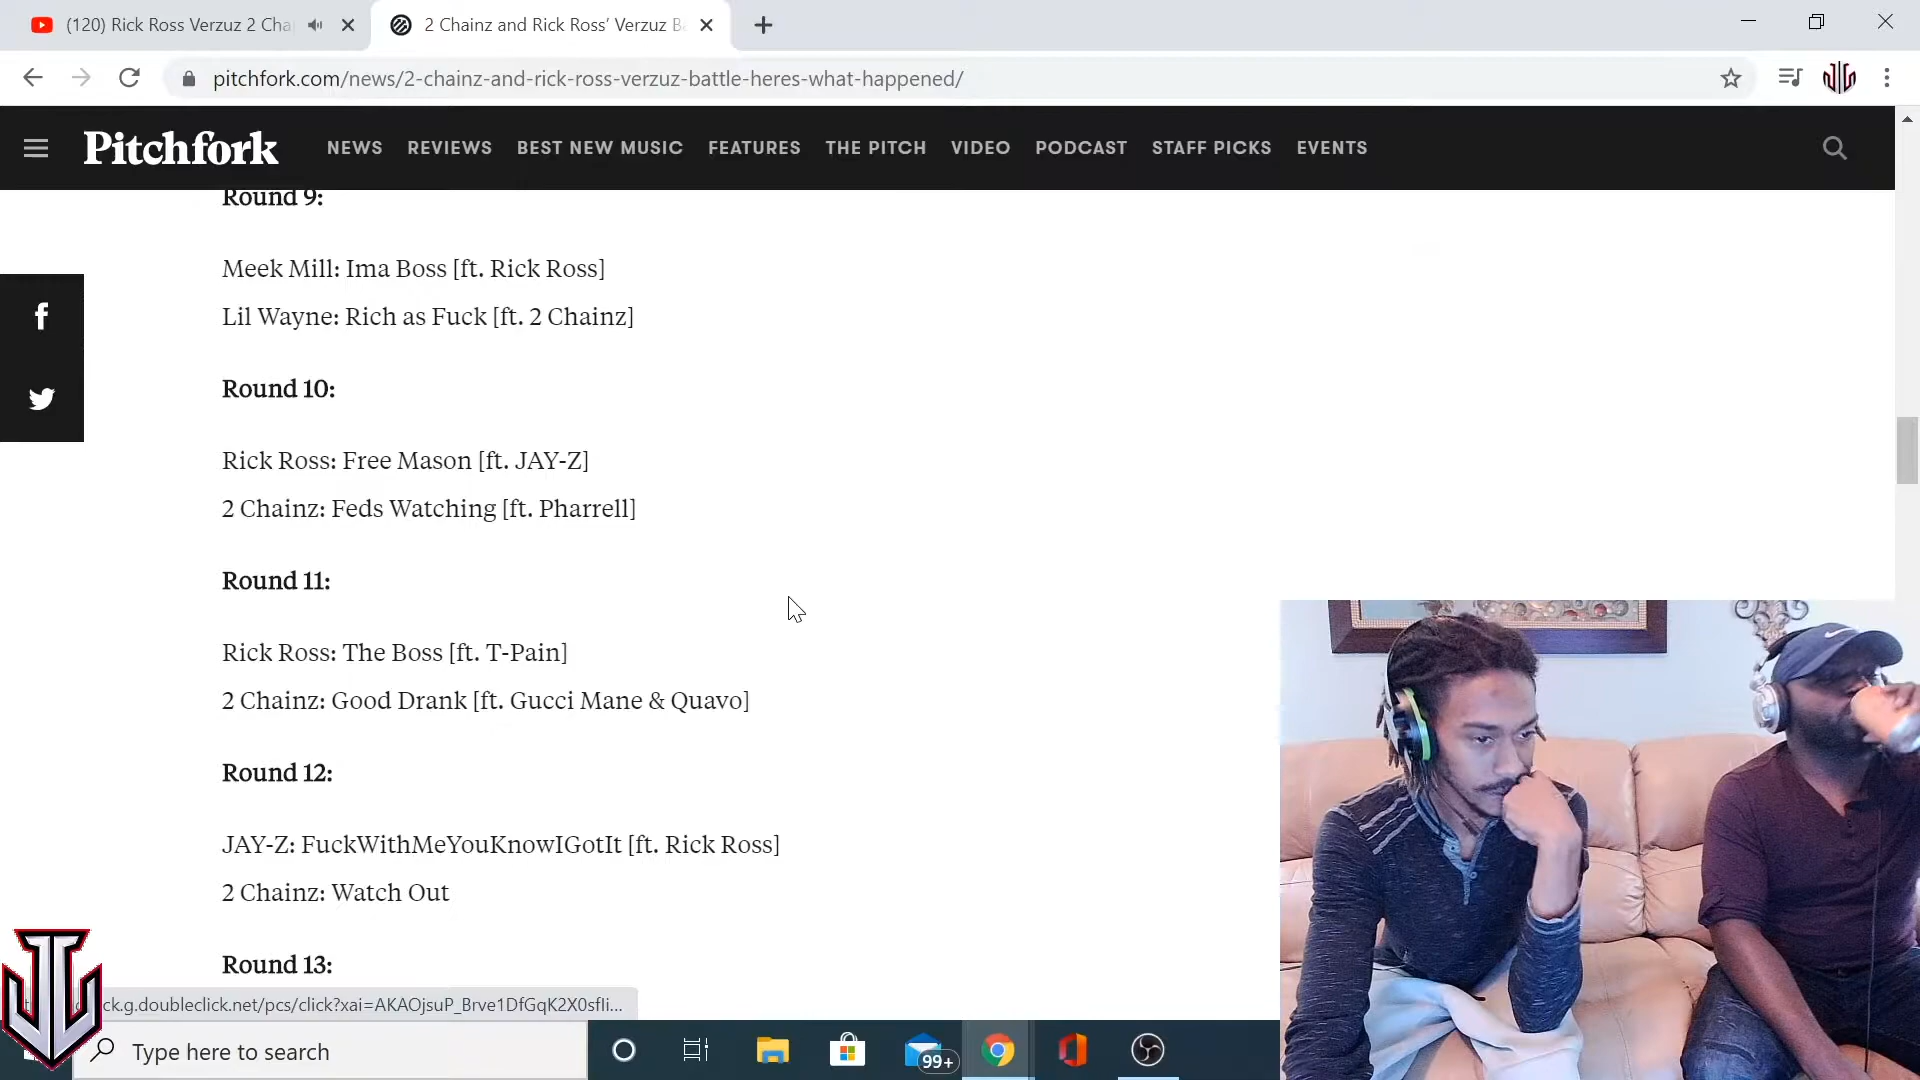 (120) Rick Ross Verzuz 2 Cha
2 Chainz and Rick Ross’ Verzuz Ba
pitchfork.com/news/2-chainz-and-rick-ross-verzuz-battle-heres-what-happened/
Pitchfork NEWS REVIEWS BEST NEW MUSIC FEATURES THE PITCH VIDEO PODCAST STAFF PICKS EVENTS
Round 9:
Meek Mill: Ima Boss [ft. Rick Ross]
Lil Wayne: Rich as Fuck [ft. 2 Chainz]
Round 10:
Rick Ross: Free Mason [ft. JAY-Z]
2 Chainz: Feds Watching [ft. Pharrell]
Round 11:
Rick Ross: The Boss [ft. T-Pain]
2 Chainz: Good Drank [ft. Gucci Mane & Quavo]
Round 12:
JAY-Z: FuckWithMeYouKnowIGotIt [ft. Rick Ross]
2 Chainz: Watch Out
Round 13:
ck.g.doubleclick.net/pcs/click?xai=AKAOjsuP_Brve1DfGqK2X0sfIi...
Type here to search
99+